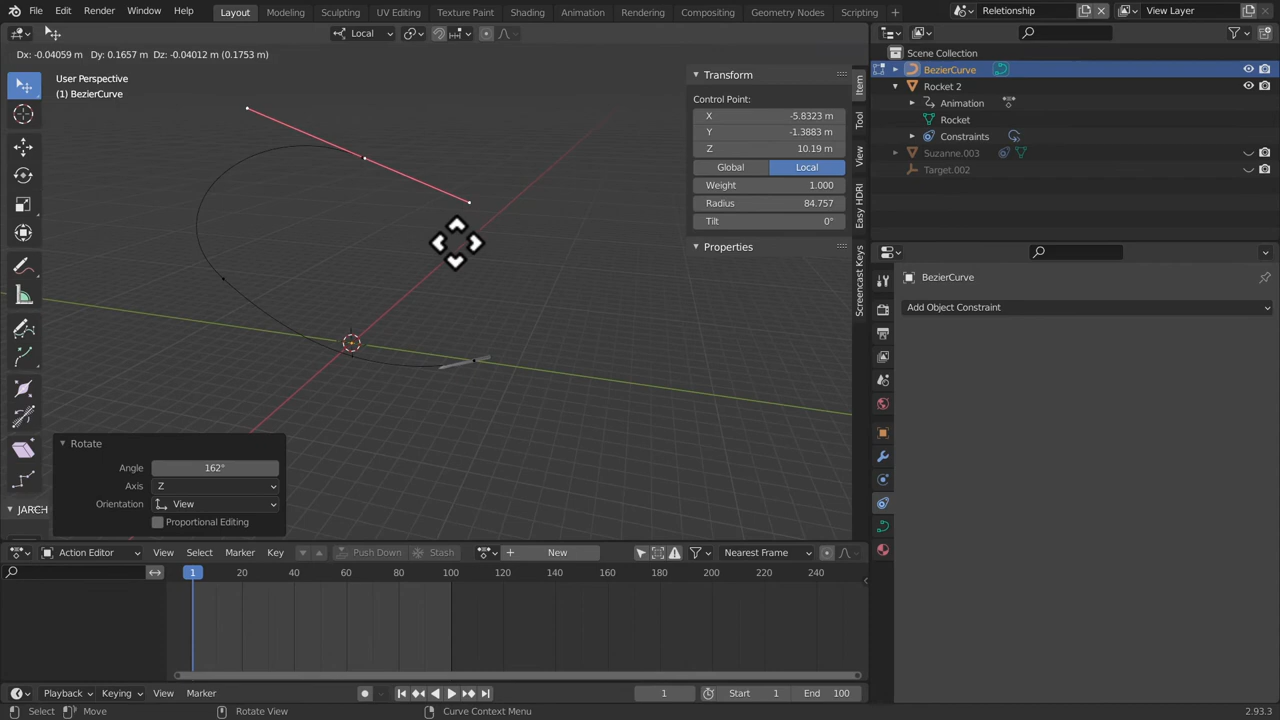 File Edit Render Window Help Layout Modeling Sculpting UV Editing Texture Paint Shading Animation Rendering Compositing Geometry Nodes Scripting + Relationship View Layer
Local
Dx: -0.04059 m Dy: 0.1657 m Dz: -0.04012 m (0.1753 m)
User Perspective
(1) BezierCurve
Transform
Control Point:
X -5.8323 m
Y -1.3883 m
Z 10.19 m
Global Local
Weight 1.000
Radius 84.757
Tilt 0°
Properties
Item
Tool
View
Easy HDRI
Screencast Keys
Scene Collection
BezierCurve
Rocket 2
Animation
Rocket
Constraints
Suzanne.003
Target.002
BezierCurve
Add Object Constraint
Rotate
Angle 162°
Axis Z
Orientation View
Proportional Editing
JARCH
Action Editor View Select Marker Key Push Down Stash New Nearest Frame
1 20 40 60 80 100 120 140 160 180 200 220 240
Playback Keying View Marker 1 Start 1 End 100
Select Move Rotate View Curve Context Menu 2.93.3